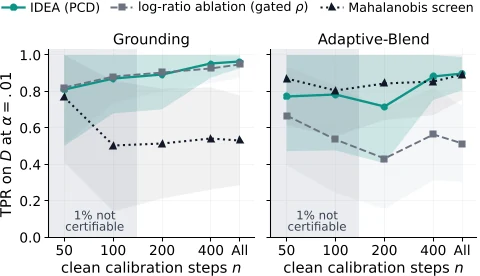 IDEA (PCD) log-ratio ablation (gated ρ) Mahalanobis screen
Grounding Adaptive-Blend
TPR on D at α = .01
1.0
0.8
0.6
0.4
0.2
0.0
1% not
certifiable
1% not
certifiable
50 100 200 400 All
50 100 200 400 All
clean calibration steps n
clean calibration steps n